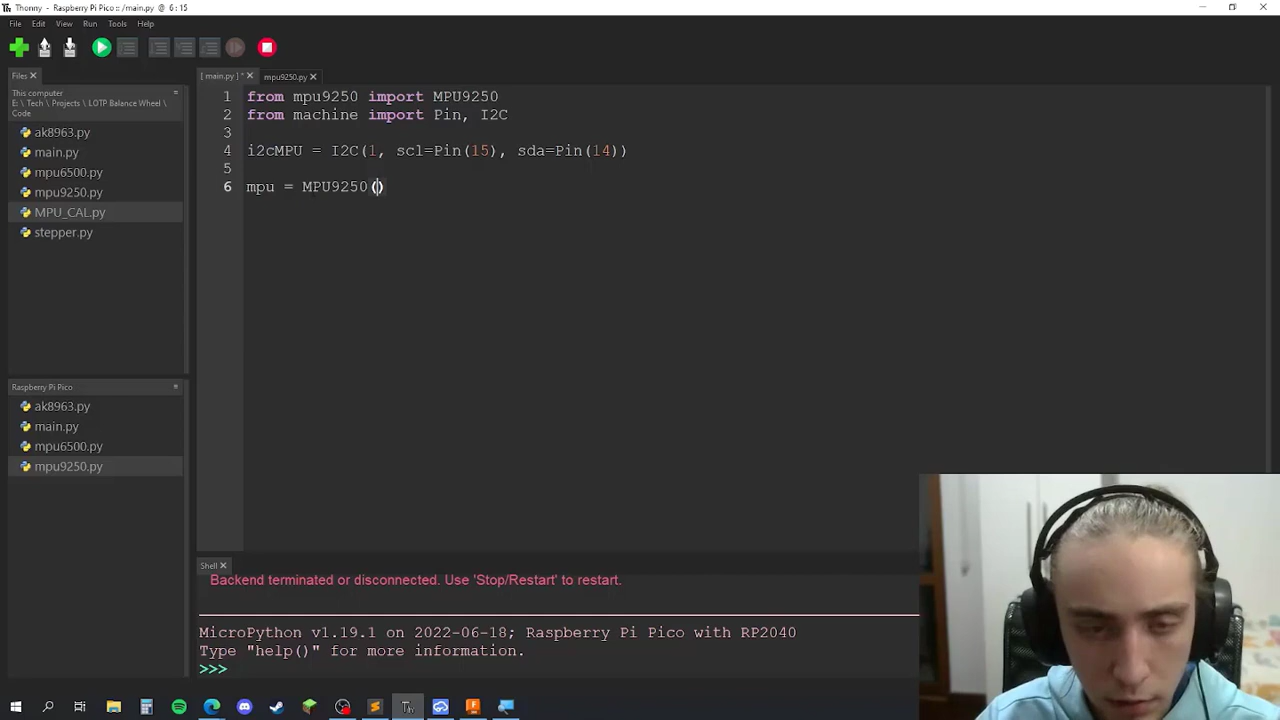 Thonny - Raspberry Pi Pico :: /main.py @ 6 : 15
File Edit View Run Tools Help
Files
This computer
E: \ Tech \ Projects \ LOTP Balance Wheel \
Code
ak8963.py
main.py
mpu6500.py
mpu9250.py
MPU_CAL.py
stepper.py
Raspberry Pi Pico
ak8963.py
main.py
mpu6500.py
mpu9250.py
[ main.py ] * mpu9250.py
1 from mpu9250 import MPU9250
2 from machine import Pin, I2C
3
4 i2cMPU = I2C(1, scl=Pin(15), sda=Pin(14))
5
6 mpu = MPU9250()
Shell
Backend terminated or disconnected. Use 'Stop/Restart' to restart.
MicroPython v1.19.1 on 2022-06-18; Raspberry Pi Pico with RP2040
Type "help()" for more information.
>>>